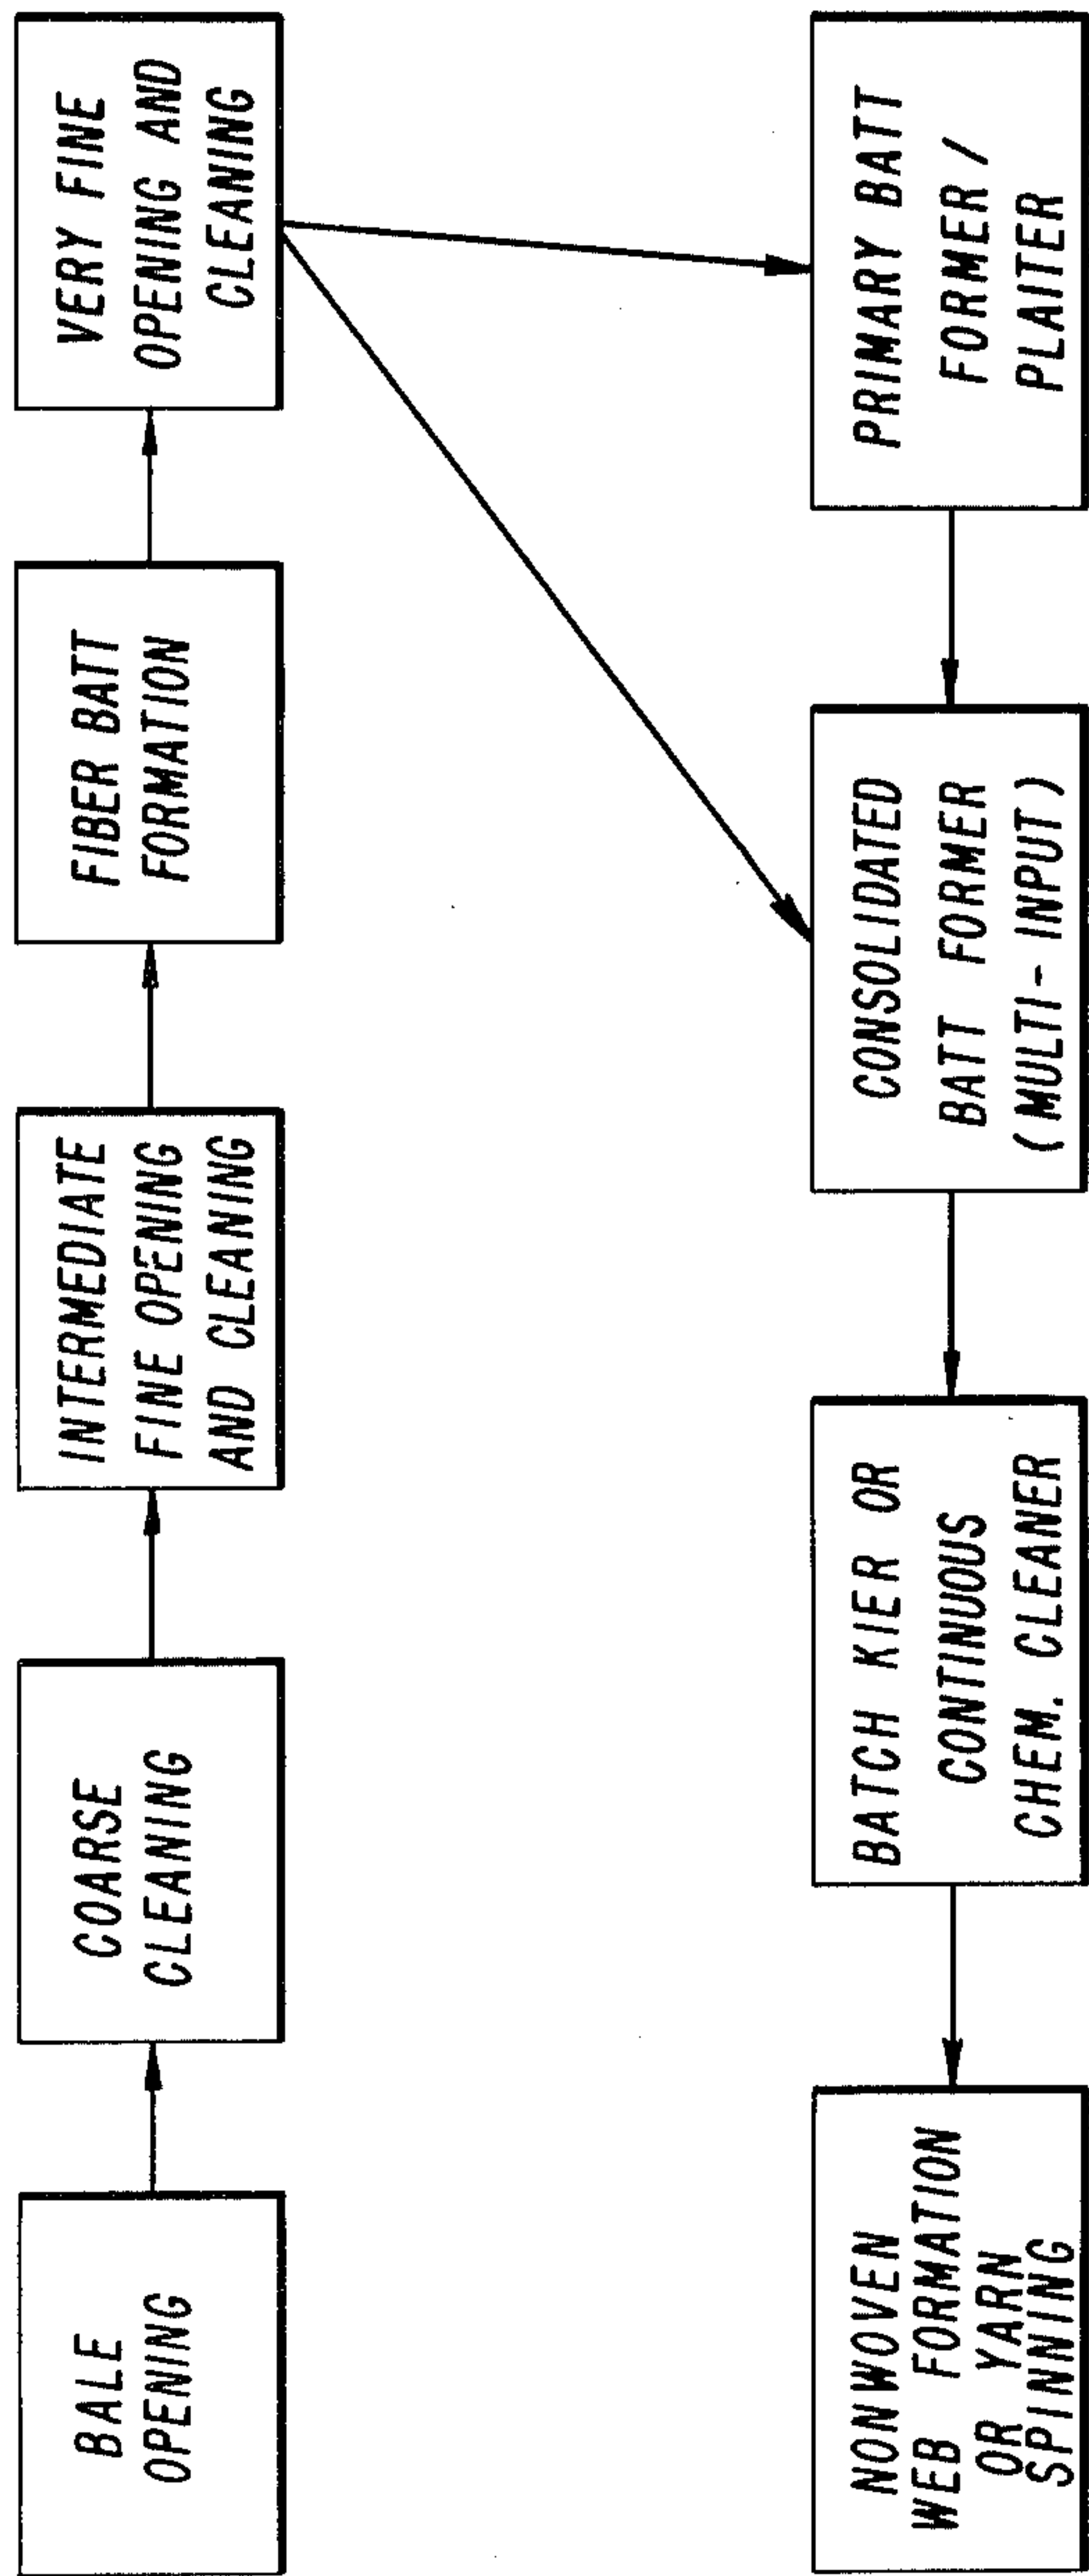 BALE
OPENING
COARSE
CLEANING
INTERMEDIATE
FINE OPENING
AND CLEANING
FIBER BATT
FORMATION
VERY FINE
OPENING AND
CLEANING
PRIMARY BATT
FORMER /
PLAITER
CONSOLIDATED
BATT FORMER
(MULTI-INPUT)
BATCH KIER OR
CONTINUOUS
CHEM. CLEANER
NONWOVEN
WEB FORMATION
OR YARN
SPINNING